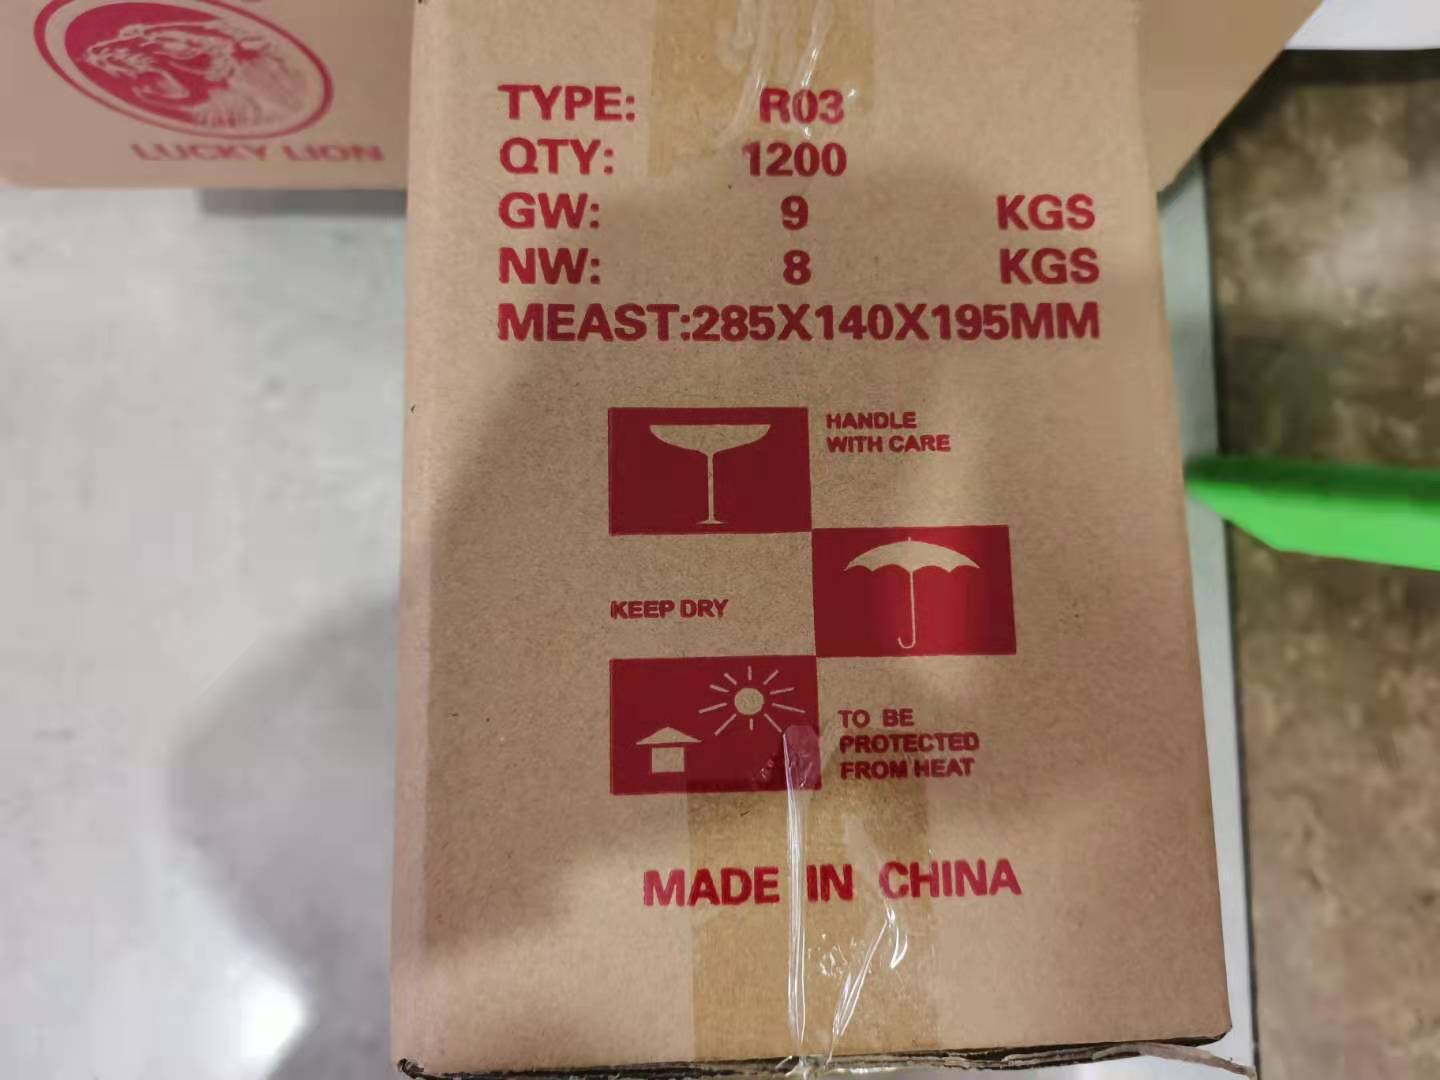 LUCKY LION
TYPE: R03
QTY: 1200
GW: 9 KGS
NW: 8 KGS
MEAST:285X140X195MM
HANDLE
WITH CARE
KEEP DRY
TO BE
PROTECTED
FROM HEAT
MADE IN CHINA